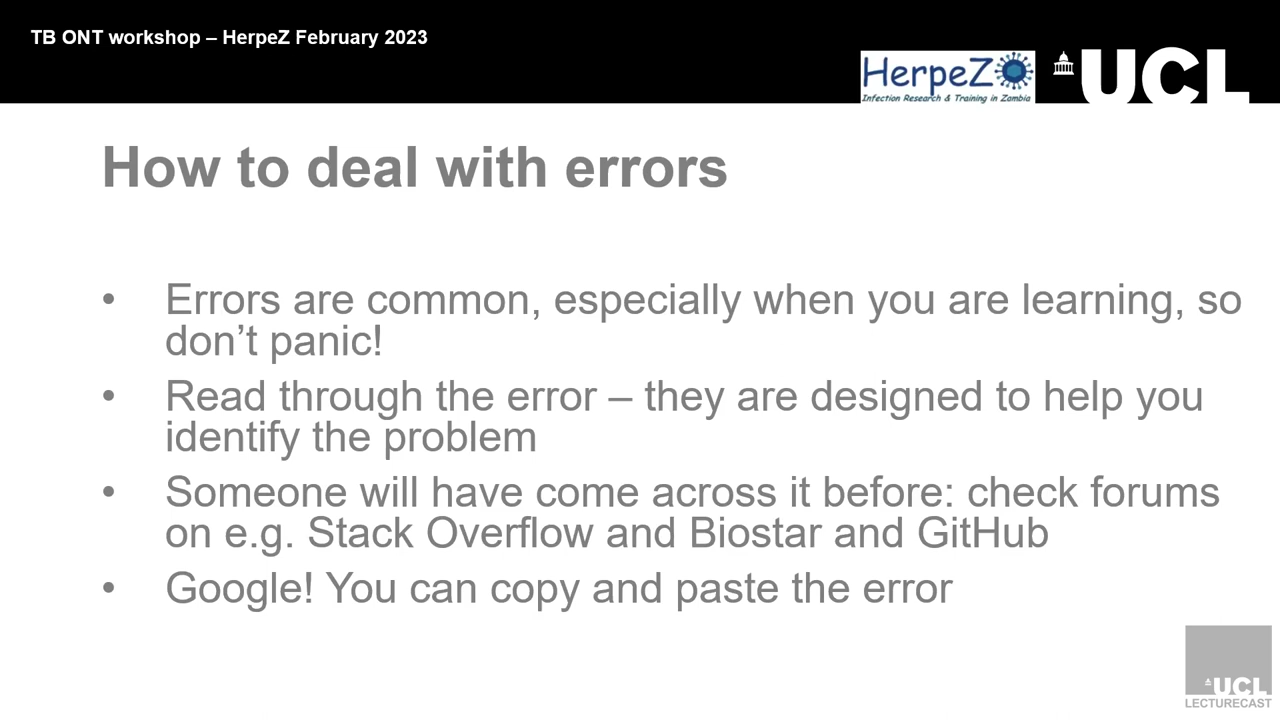 TB ONT workshop – HerpeZ February 2023
HerpeZ
Infection Research & Training in Zambia
UCL
How to deal with errors
• Errors are common, especially when you are learning, so
don’t panic!
• Read through the error – they are designed to help you
identify the problem
• Someone will have come across it before: check forums
on e.g. Stack Overflow and Biostar and GitHub
• Google! You can copy and paste the error
UCL
LECTURECAST